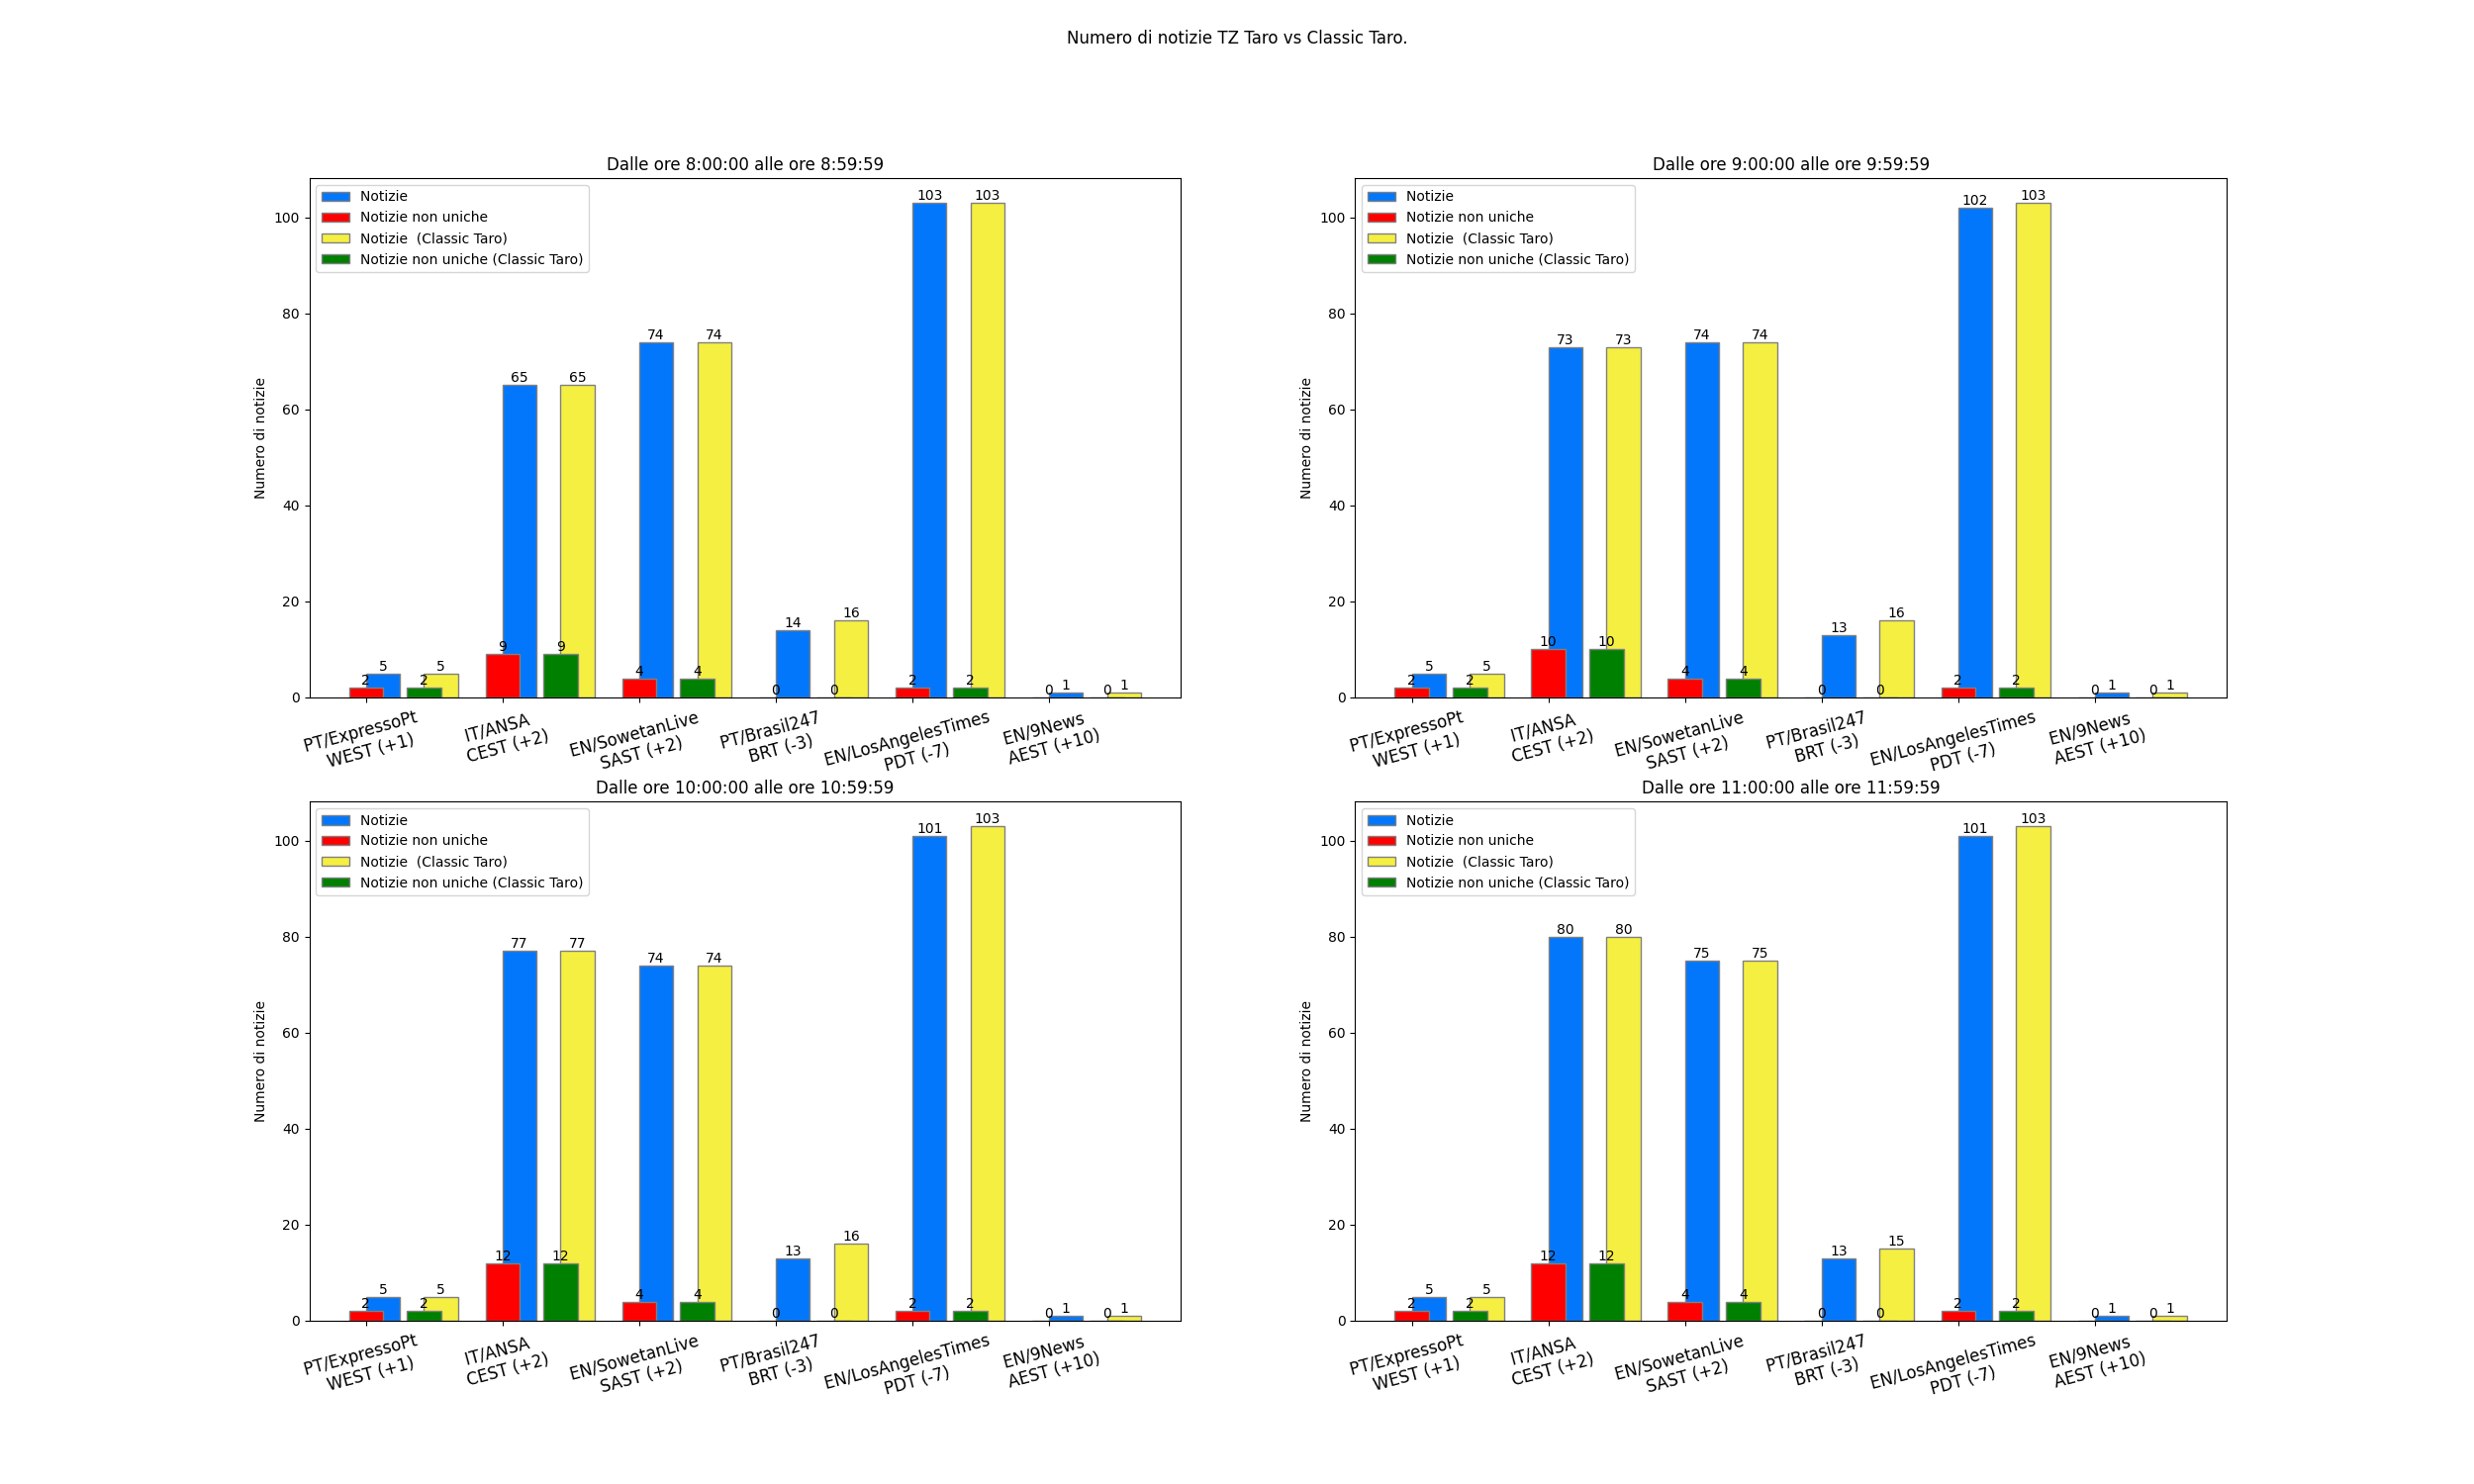 Numero di notizie TZ Taro vs Classic Taro.
Dalle ore 8:00:00 alle ore 8:59:59
Notizie
Notizie non uniche
Notizie (Classic Taro)
Notizie non uniche (Classic Taro)
Numero di notizie
100
80
60
40
20
0
5 5 65 65 74 74 14 16 103 103 1 1
2 2 9 9 4 4 0 0 2 2 0 0
PT/ExpressoPt
WEST (+1)
IT/ANSA
CEST (+2)
EN/SowetanLive
SAST (+2)
PT/Brasil247
BRT (-3)
EN/LosAngelesTimes
PDT (-7)
EN/9News
AEST (+10)
Dalle ore 9:00:00 alle ore 9:59:59
Notizie
Notizie non uniche
Notizie (Classic Taro)
Notizie non uniche (Classic Taro)
Numero di notizie
100
80
60
40
20
0
5 5 73 73 74 74 13 16 102 103 1 1
2 2 10 10 4 4 0 0 2 2 0 0
PT/ExpressoPt
WEST (+1)
IT/ANSA
CEST (+2)
EN/SowetanLive
SAST (+2)
PT/Brasil247
BRT (-3)
EN/LosAngelesTimes
PDT (-7)
EN/9News
AEST (+10)
Dalle ore 10:00:00 alle ore 10:59:59
Notizie
Notizie non uniche
Notizie (Classic Taro)
Notizie non uniche (Classic Taro)
Numero di notizie
100
80
60
40
20
0
5 5 77 77 74 74 13 16 101 103 1 1
2 2 12 12 4 4 0 0 2 2 0 0
PT/ExpressoPt
WEST (+1)
IT/ANSA
CEST (+2)
EN/SowetanLive
SAST (+2)
PT/Brasil247
BRT (-3)
EN/LosAngelesTimes
PDT (-7)
EN/9News
AEST (+10)
Dalle ore 11:00:00 alle ore 11:59:59
Notizie
Notizie non uniche
Notizie (Classic Taro)
Notizie non uniche (Classic Taro)
Numero di notizie
100
80
60
40
20
0
5 5 80 80 75 75 13 15 101 103 1 1
2 2 12 12 4 4 0 0 2 2 0 0
PT/ExpressoPt
WEST (+1)
IT/ANSA
CEST (+2)
EN/SowetanLive
SAST (+2)
PT/Brasil247
BRT (-3)
EN/LosAngelesTimes
PDT (-7)
EN/9News
AEST (+10)